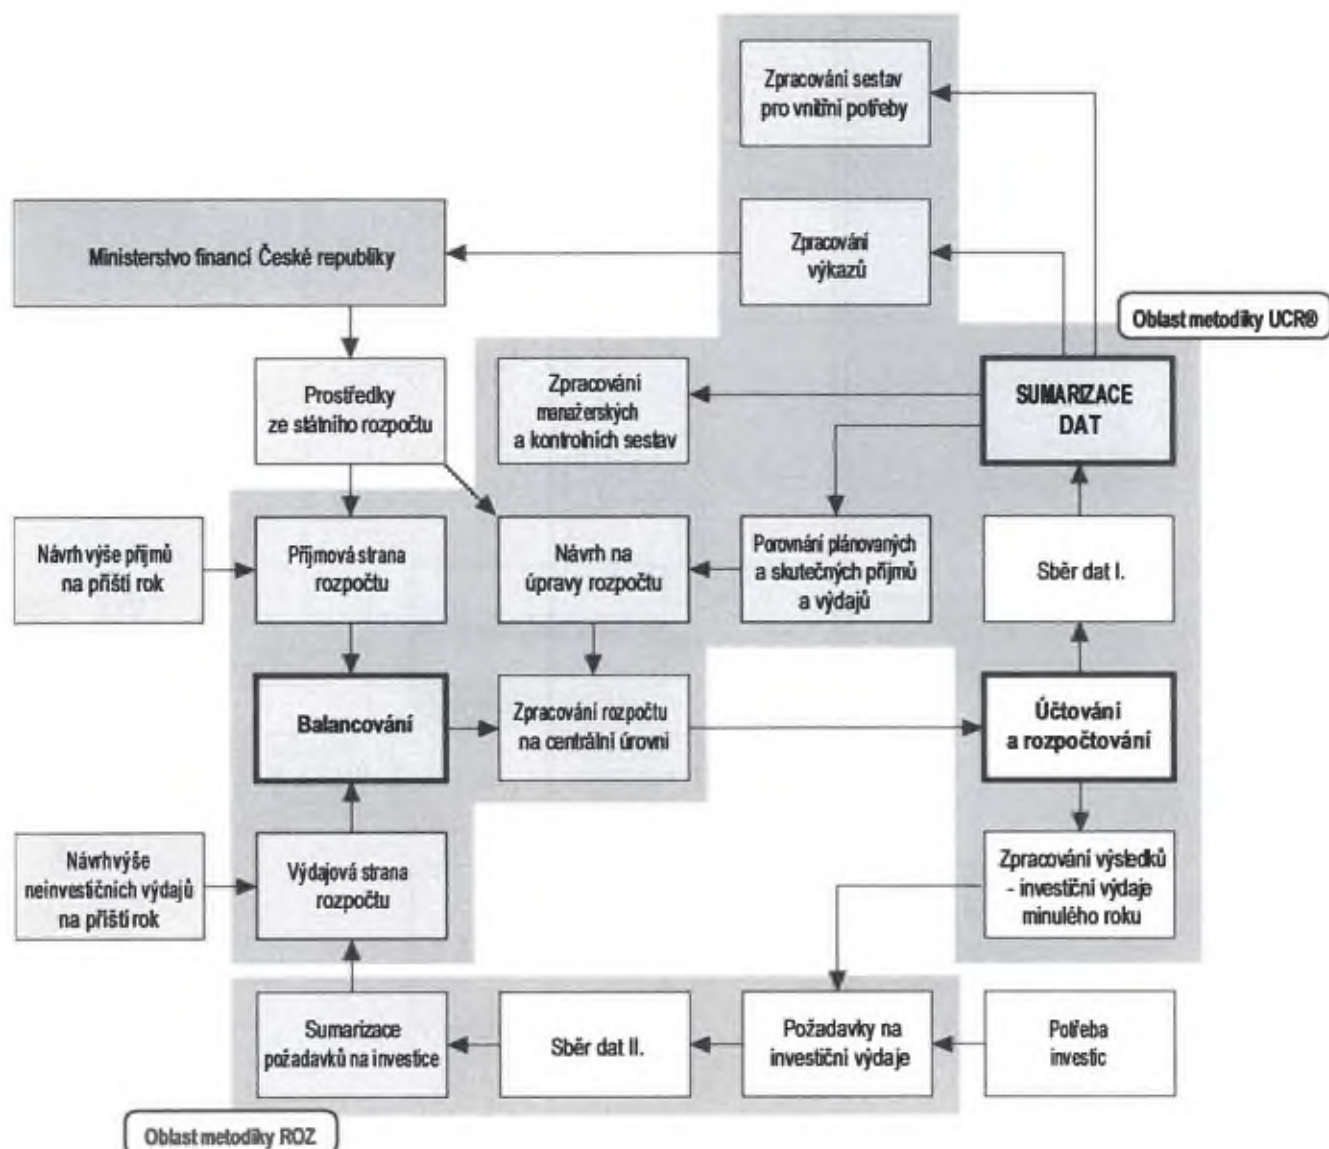 Zpracování sestav
pro vnitřní potřeby
Ministerstvo financí České republiky
Zpracování
výkazů
Oblast metodiky UCR®
Prostředky
ze státního rozpočtu
Zpracování
manažerských
a kontrolních sestav
SUMARIZACE
DAT
Návrh výše příjmů
na příští rok
Příjmová strana
rozpočtu
Návrh na
úpravy rozpočtu
Porovnání plánovaných
a skutečných příjmů
a výdajů
Sběr dat I.
Balancování
Zpracování rozpočtu
na centrální úrovni
Účtování
a rozpočtování
Návrh výše
neinvestičních výdajů
na příští rok
Výdajová strana
rozpočtu
Zpracování výsledků
- investiční výdaje
minulého roku
Sumarizace
požadavků na investice
Sběr dat II.
Požadavky na
investiční výdaje
Potřeba
investic
Oblast metodiky ROZ